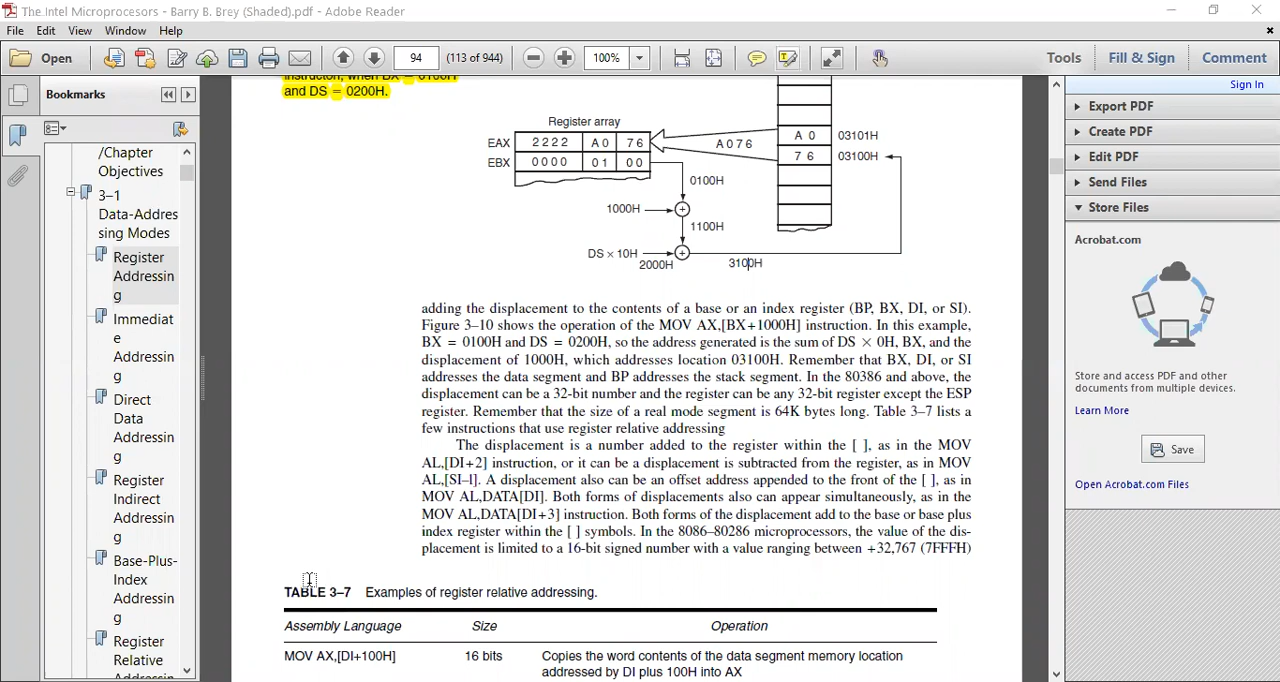 The Intel Microprocesors - Barry B. Brey (Shaded).pdf - Adobe Reader
File Edit View Window Help
Open 94 (113 of 944) 100% Tools Fill & Sign Comment
Bookmarks
/Chapter
Objectives
3–1
Data-Addres
sing Modes
Register
Addressin
g
Immediat
e
Addressin
g
Direct
Data
Addressin
g
Register
Indirect
Addressin
g
Base-Plus-
Index
Addressin
g
Register
Relative
and DS = 0200H.
Register array
EAX 2222 A0 76
EBX 0000 01 00
A076
A0 03101H
76 03100H
0100H
1000H
1100H
DS × 10H
2000H
3100H
adding the displacement to the contents of a base or an index register (BP, BX, DI, or SI).
Figure 3–10 shows the operation of the MOV AX,[BX+1000H] instruction. In this example,
BX = 0100H and DS = 0200H, so the address generated is the sum of DS × 0H, BX, and the
displacement of 1000H, which addresses location 03100H. Remember that BX, DI, or SI
addresses the data segment and BP addresses the stack segment. In the 80386 and above, the
displacement can be a 32-bit number and the register can be any 32-bit register except the ESP
register. Remember that the size of a real mode segment is 64K bytes long. Table 3–7 lists a
few instructions that use register relative addressing
The displacement is a number added to the register within the [ ], as in the MOV
AL,[DI+2] instruction, or it can be a displacement is subtracted from the register, as in MOV
AL,[SI–l]. A displacement also can be an offset address appended to the front of the [ ], as in
MOV AL,DATA[DI]. Both forms of displacements also can appear simultaneously, as in the
MOV AL,DATA[DI+3] instruction. Both forms of the displacement add to the base or base plus
index register within the [ ] symbols. In the 8086–80286 microprocessors, the value of the dis-
placement is limited to a 16-bit signed number with a value ranging between +32,767 (7FFFH)
TABLE 3–7 Examples of register relative addressing.
Assembly Language Size Operation
MOV AX,[DI+100H] 16 bits Copies the word contents of the data segment memory location
addressed by DI plus 100H into AX
Sign In
Export PDF
Create PDF
Edit PDF
Send Files
Store Files
Acrobat.com
Store and access PDF and other
documents from multiple devices.
Learn More
Save
Open Acrobat.com Files